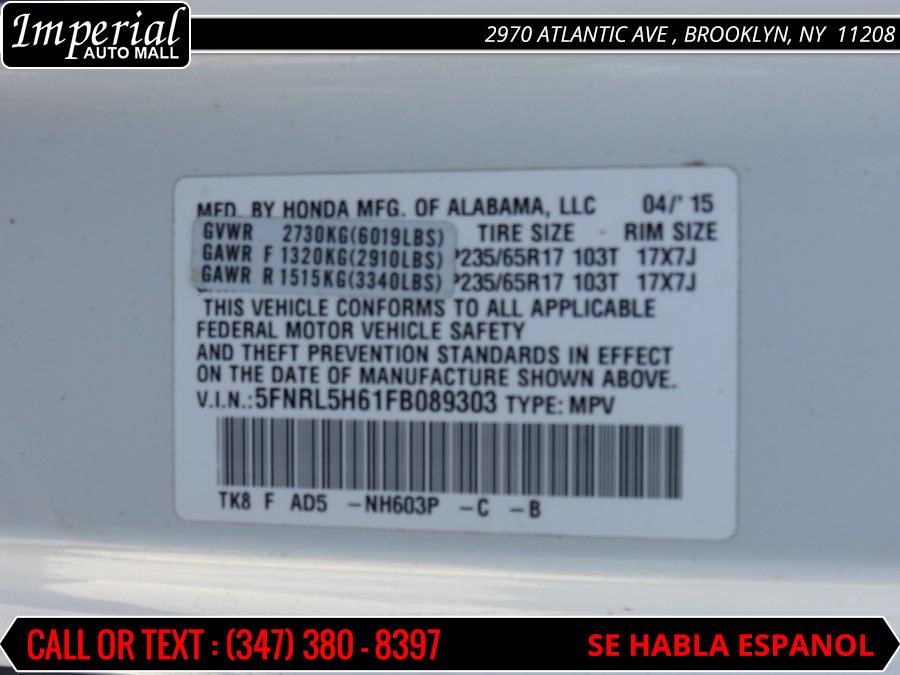 Imperial
AUTO MALL
2970 ATLANTIC AVE , BROOKLYN, NY 11208
MFD. BY HONDA MFG. OF ALABAMA, LLC 04/' 15
GVWR 2730KG(6019LBS) TIRE SIZE RIM SIZE
GAWR F 1320KG(2910LBS) P235/65R17 103T 17X7J
GAWR R 1515KG(3340LBS) P235/65R17 103T 17X7J
THIS VEHICLE CONFORMS TO ALL APPLICABLE
FEDERAL MOTOR VEHICLE SAFETY
AND THEFT PREVENTION STANDARDS IN EFFECT
ON THE DATE OF MANUFACTURE SHOWN ABOVE.
V.I.N.:5FNRL5H61FB089303 TYPE: MPV
TK8 F AD5 -NH603P -C -B
CALL OR TEXT : (347) 380 - 8397 SE HABLA ESPANOL